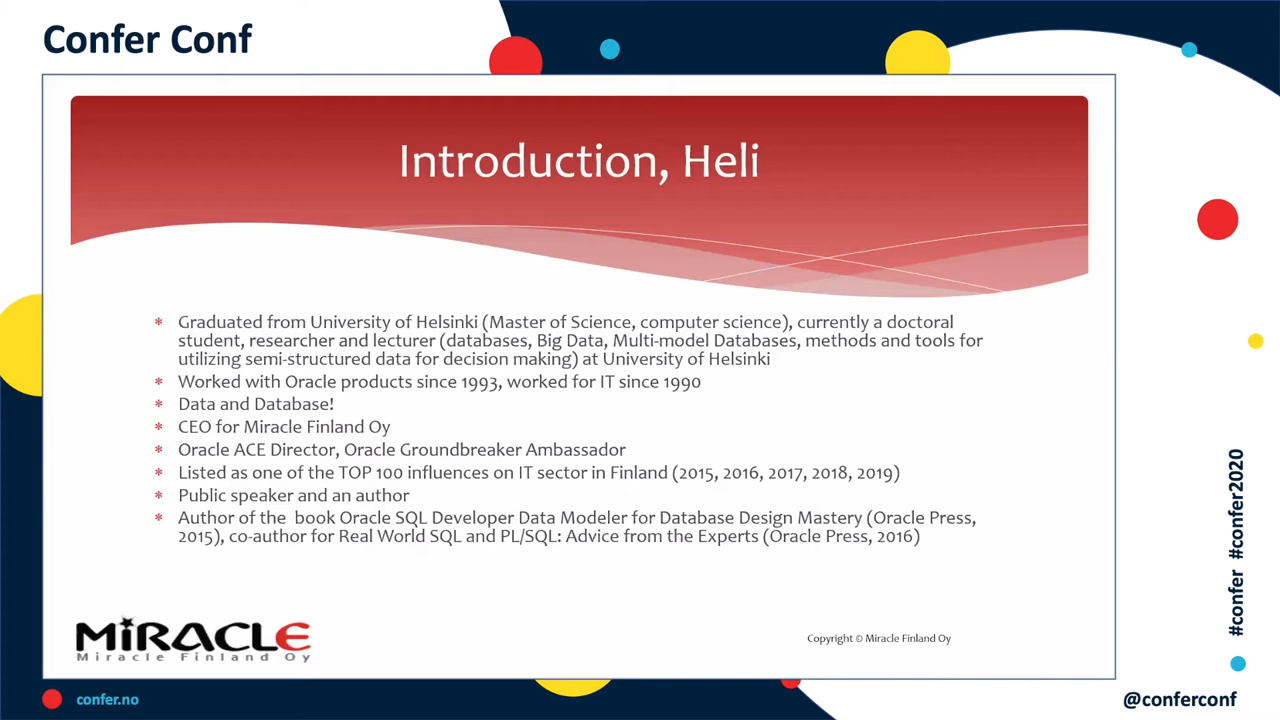 Confer Conf
Introduction, Heli
* Graduated from University of Helsinki (Master of Science, computer science), currently a doctoral
student, researcher and lecturer (databases, Big Data, Multi-model Databases, methods and tools for
utilizing semi-structured data for decision making) at University of Helsinki
* Worked with Oracle products since 1993, worked for IT since 1990
* Data and Database!
* CEO for Miracle Finland Oy
* Oracle ACE Director, Oracle Groundbreaker Ambassador
* Listed as one of the TOP 100 influences on IT sector in Finland (2015, 2016, 2017, 2018, 2019)
* Public speaker and an author
* Author of the book Oracle SQL Developer Data Modeler for Database Design Mastery (Oracle Press,
2015), co-author for Real World SQL and PL/SQL: Advice from the Experts (Oracle Press, 2016)
MiRACLE
Miracle Finland Oy
Copyright © Miracle Finland Oy
#confer #confer2020
confer.no
@conferconf